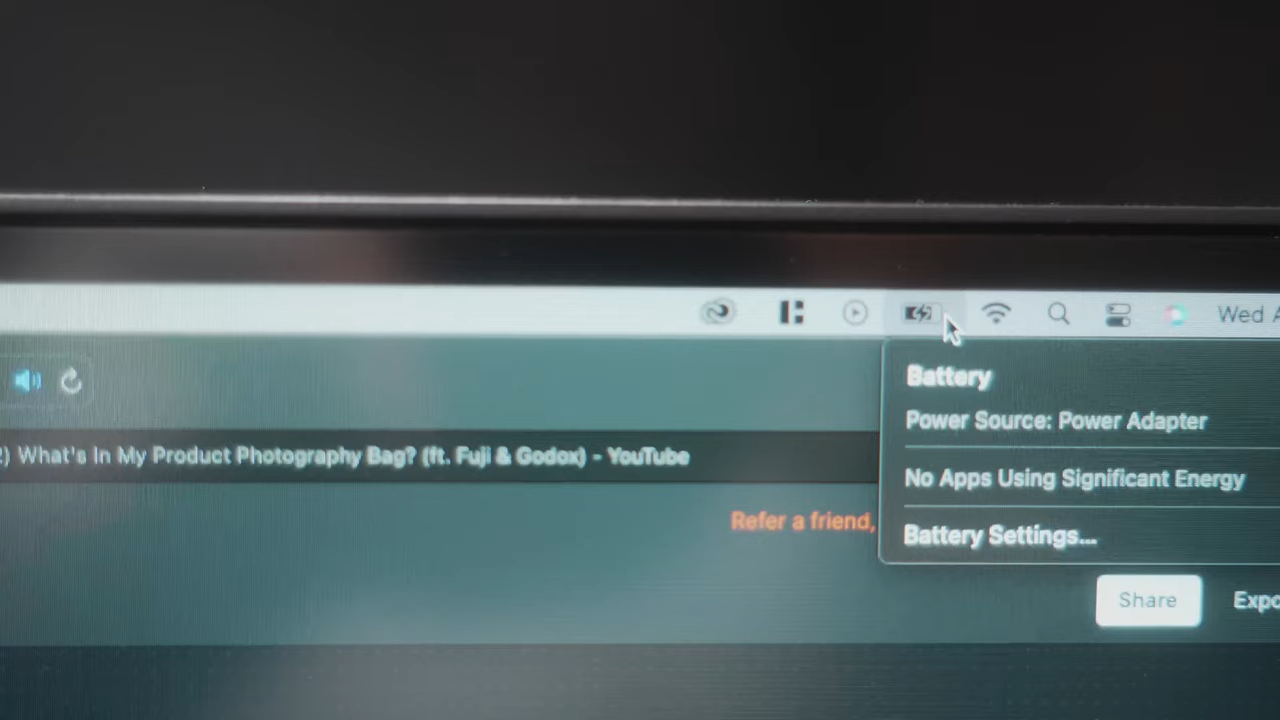 Wed
Battery
Power Source: Power Adapter
What's In My Product Photography Bag? (ft. Fuji & Godox) - YouTube
No Apps Using Significant Energy
Refer a friend,
Battery Settings...
Share